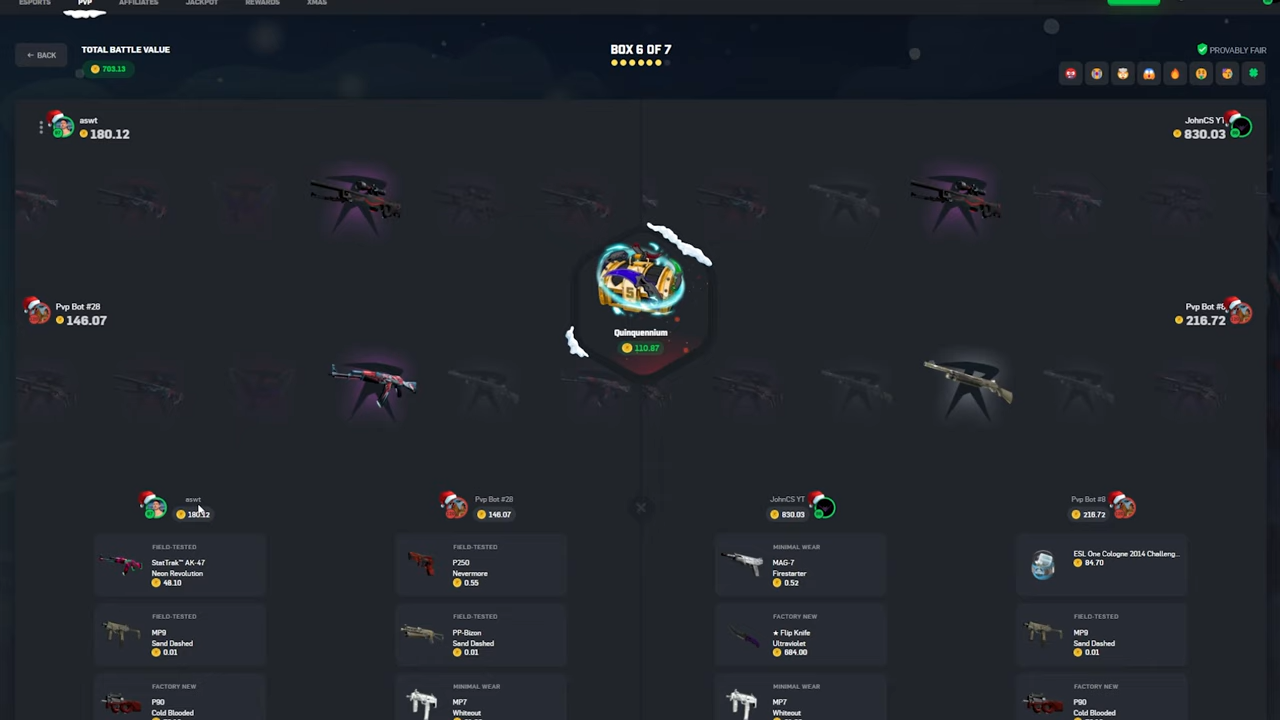 ESPORTS PVP AFFILIATES JACKPOT REWARDS XMAS
← BACK
TOTAL BATTLE VALUE
703.13
BOX 6 OF 7
PROVABLY FAIR
aswt
180.12
JohnCS YT
830.03
Pvp Bot #28
146.07
Pvp Bot #8
216.72
5
Quinquennium
110.87
aswt
180.12
Pvp Bot #28
146.07
JohnCS YT
830.03
Pvp Bot #8
216.72
FIELD-TESTED
StatTrak™ AK-47
Neon Revolution
48.10
FIELD-TESTED
P250
Nevermore
0.55
MINIMAL WEAR
MAG-7
Firestarter
0.52
ESL One Cologne 2014 Challeng...
84.70
FIELD-TESTED
MP9
Sand Dashed
0.01
FIELD-TESTED
PP-Bizon
Sand Dashed
0.01
FACTORY NEW
★ Flip Knife
Ultraviolet
684.00
FIELD-TESTED
MP9
Sand Dashed
0.01
FACTORY NEW
P90
Cold Blooded
MINIMAL WEAR
MP7
Whiteout
MINIMAL WEAR
MP7
Whiteout
FACTORY NEW
P90
Cold Blooded